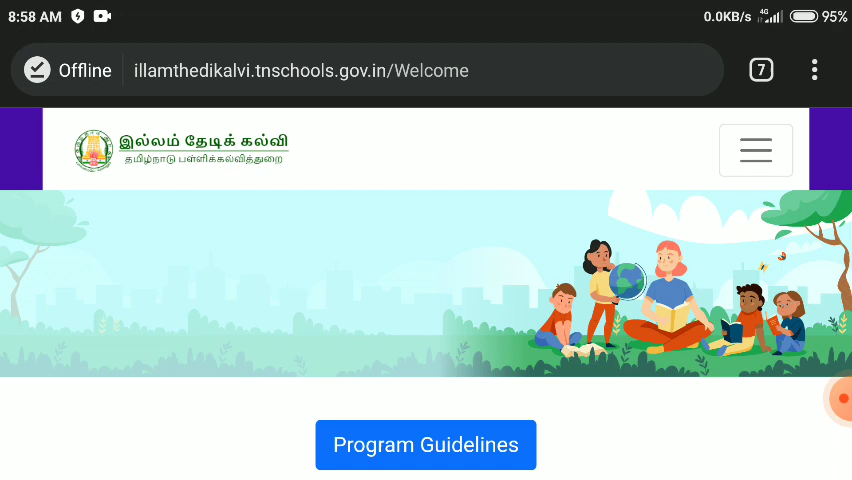 8:58 AM 0.0KB/s 4G 95%
Offline illamthedikalvi.tnschools.gov.in/Welcome 7
இல்லம் தேடிக் கல்வி
தமிழ்நாடு பள்ளிக்கல்வித்துறை
Program Guidelines